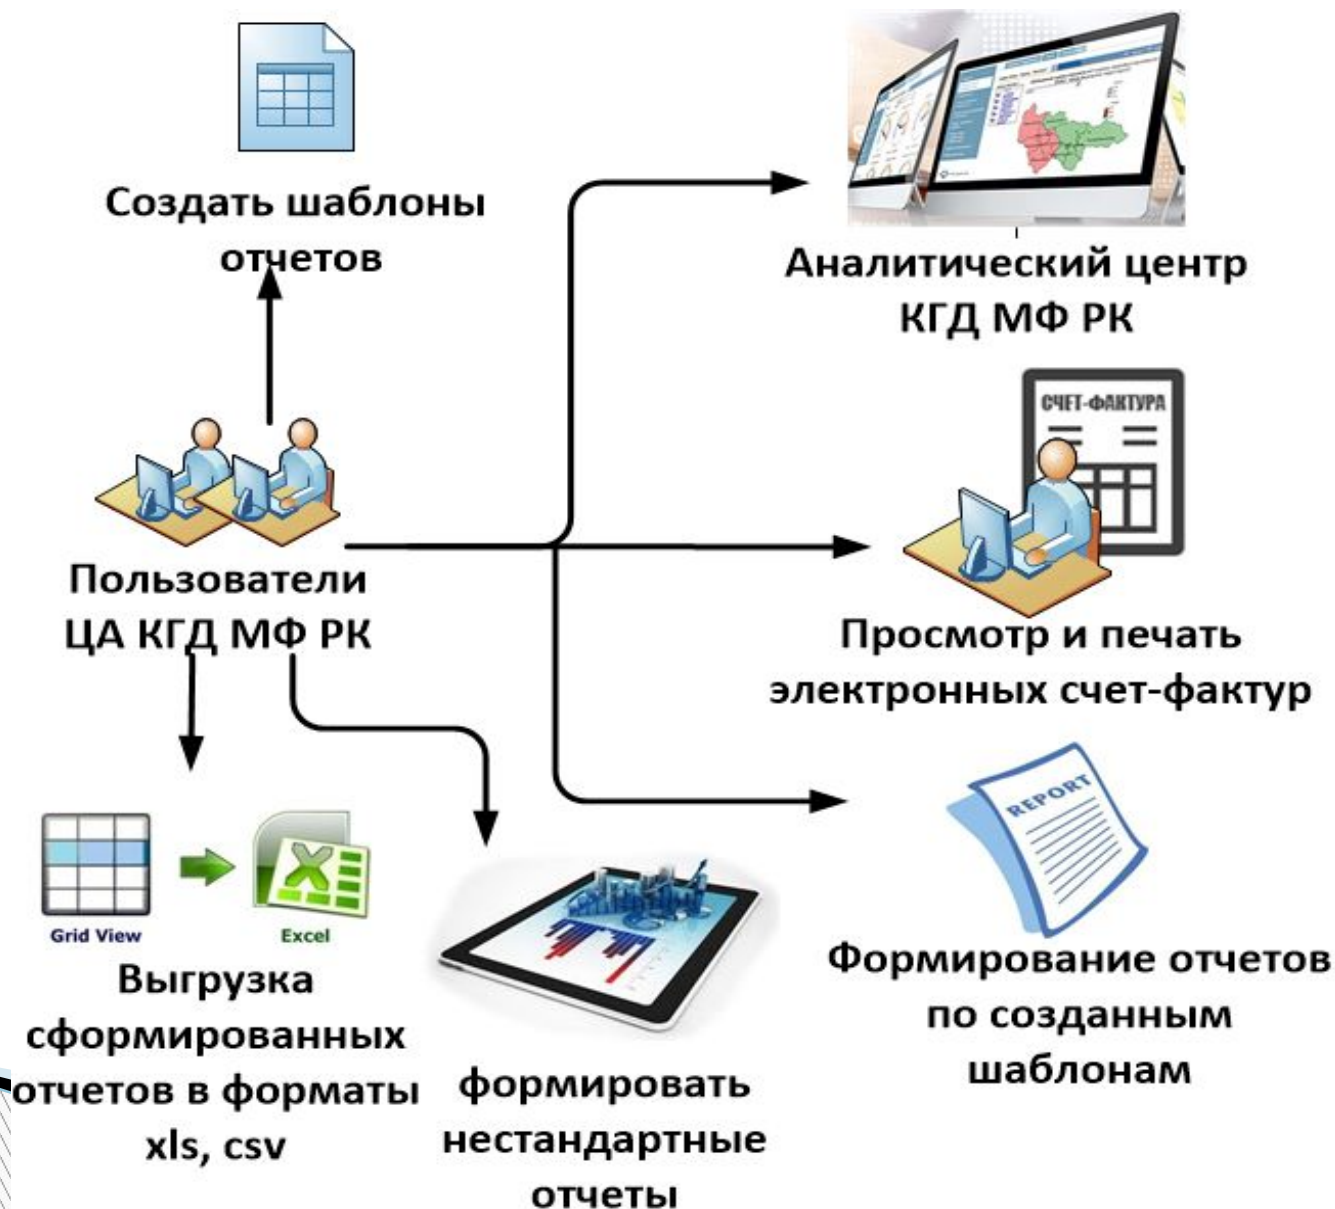 Создать шаблоны
отчетов
Аналитический центр
КГД МФ РК
СЧЕТ-ФАКТУРА
Пользователи
ЦА КГД МФ РК
Просмотр и печать
электронных счет-фактур
REPORT
Grid View
Excel
Выгрузка
сформированных
отчетов в форматы
xls, csv
формировать
нестандартные
отчеты
Формирование отчетов
по созданным
шаблонам